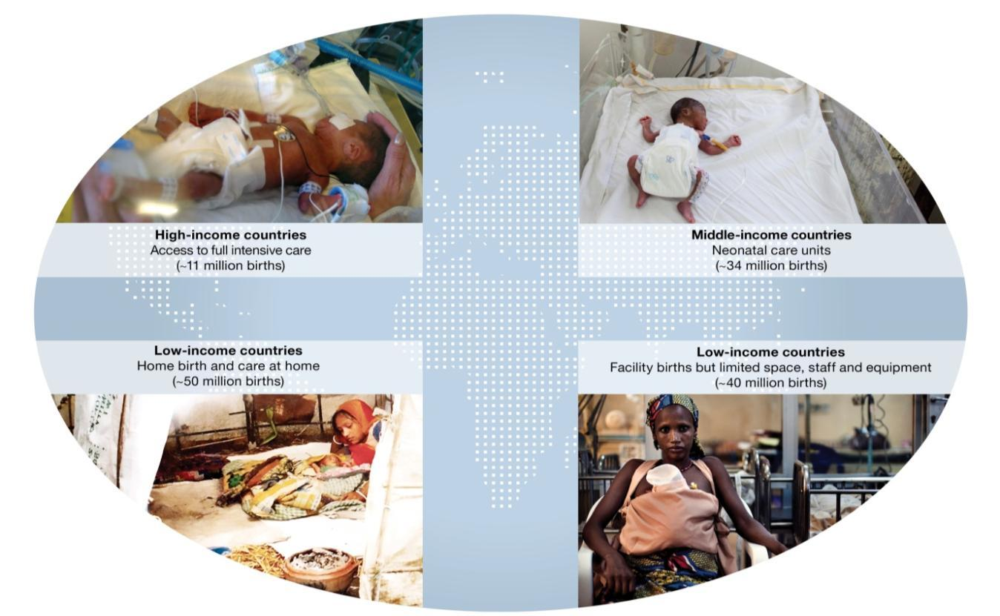 High-income countries
Access to full intensive care
(~11 million births)
Middle-income countries
Neonatal care units
(~34 million births)
Low-income countries
Home birth and care at home
(~50 million births)
Low-income countries
Facility births but limited space, staff and equipment
(~40 million births)